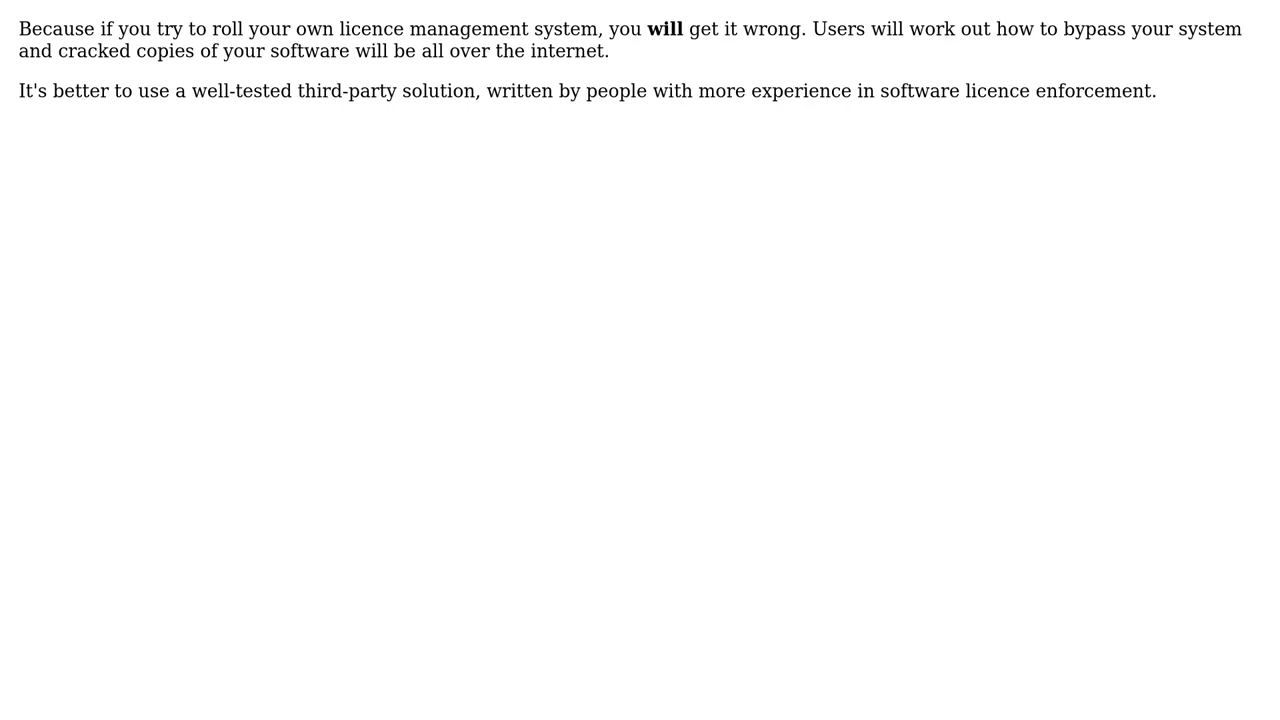 Because if you try to roll your own licence management system, you will get it wrong. Users will work out how to bypass your system
and cracked copies of your software will be all over the internet.
It's better to use a well-tested third-party solution, written by people with more experience in software licence enforcement.